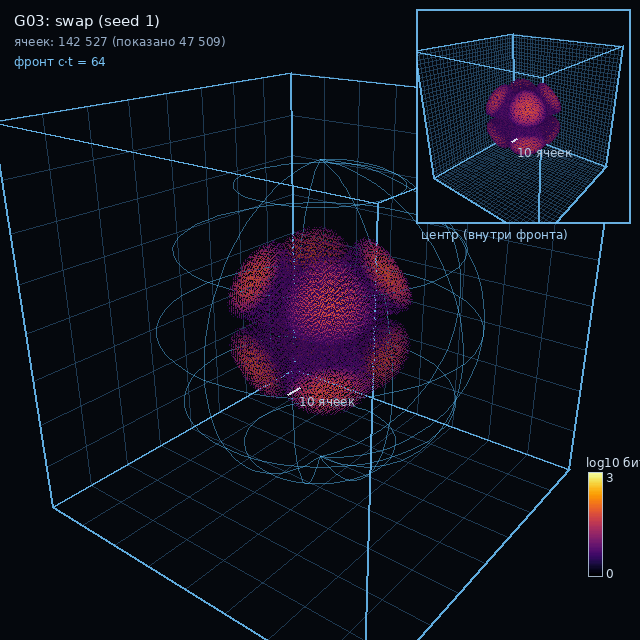 G03: swap (seed 1)
ячеек: 142 527 (показано 47 509)
фронт c·t = 64
10 ячеек
центр (внутри фронта)
10 ячеек
log10 би
3
0